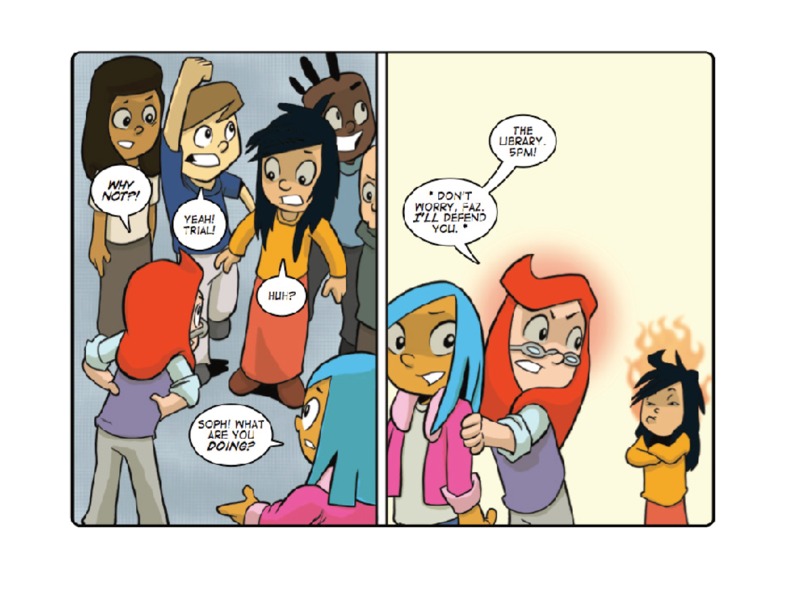 WHY
NOT?!
YEAH!
TRIAL!
HUH?
SOPH! WHAT
ARE YOU
DOING?
THE
LIBRARY.
5PM!
* DON'T
WORRY, FAZ.
I'LL DEFEND
YOU. *